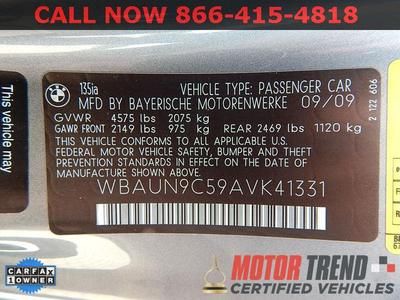 CALL NOW 866-415-4818
135ia
VEHICLE TYPE: PASSENGER CAR
MFD BY BAYERISCHE MOTORENWERKE 09/09
GVWR 4575 lbs 2075 kg
GAWR FRONT 2149 lbs 975 kg GAWR REAR 2469 lbs 1120 kg
THIS VEHICLE CONFORMS TO ALL APPLICABLE
FEDERAL MOTOR VEHICLE SAFETY, BUMPER,
AND THEFT PREVENTION STANDARDS IN EFFECT
ON THE DATE OF MANUFACTURE SHOWN ABOVE.
WBAUN9C59AVK41331
2 122 606
This vehicle
CARFAX
1 OWNER
MOTOR TREND
CERTIFIED VEHICLES